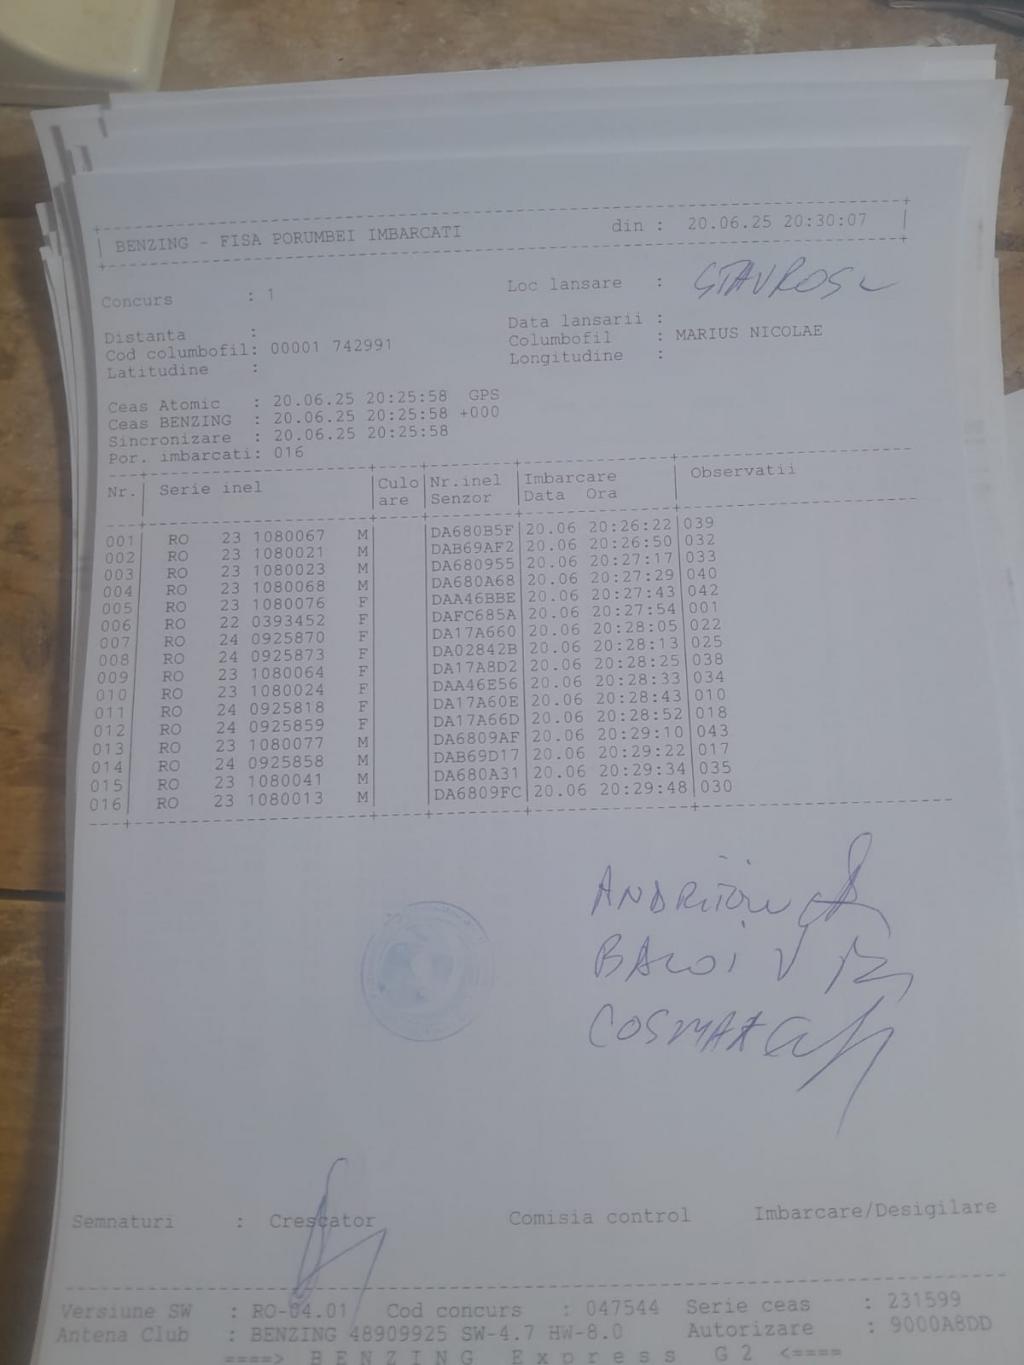 BENZING - FISA PORUMBEI IMBARCATI din : 20.06.25 20:30:07
Concurs : 1 Loc lansare : STAVROS
Distanta : Data lansarii :
Cod columbofil: 00001 742991 Columbofil : MARIUS NICOLAE
Latitudine : Longitudine :
Ceas Atomic : 20.06.25 20:25:58 GPS
Ceas BENZING : 20.06.25 20:25:58 +000
Sincronizare : 20.06.25 20:25:58
Por. imbarcati: 016
Nr. Serie inel Culo Nr.inel Imbarcare Observatii
are Senzor Data Ora
001 RO 23 1080067 M DA680B5F 20.06 20:26:22 039
002 RO 23 1080021 M DAB69AF2 20.06 20:26:50 032
003 RO 23 1080023 M DA680955 20.06 20:27:17 033
004 RO 23 1080068 M DA680A68 20.06 20:27:29 040
005 RO 23 1080076 F DAA46BBE 20.06 20:27:43 042
006 RO 22 0393452 F DAFC685A 20.06 20:27:54 001
007 RO 24 0925870 F DA17A660 20.06 20:28:05 022
008 RO 24 0925873 F DA02842B 20.06 20:28:13 025
009 RO 23 1080064 F DA17A8D2 20.06 20:28:25 038
010 RO 23 1080024 F DAA46E56 20.06 20:28:33 034
011 RO 24 0925818 F DA17A60E 20.06 20:28:43 010
012 RO 24 0925859 F DA17A66D 20.06 20:28:52 018
013 RO 23 1080077 M DA6809AF 20.06 20:29:10 043
014 RO 24 0925858 M DAB69D17 20.06 20:29:22 017
015 RO 23 1080041 M DA680A31 20.06 20:29:34 035
016 RO 23 1080013 M DA6809FC 20.06 20:29:48 030
BALOI V
Semnaturi : Crescator Comisia control Imbarcare/Desigilare
Versiune SW : RO-04.01 Cod concurs : 047544 Serie ceas : 231599
Antena Club : BENZING 48909925 SW-4.7 HW-8.0 Autorizare : 9000A8DD
====> BENZING Express G2 <====